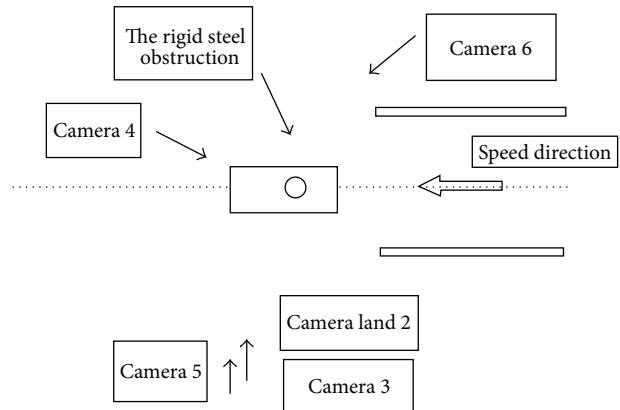 The rigid steel
obstruction
Camera 6
Camera 4
Speed direction
Camera land 2
Camera 5
Camera 3